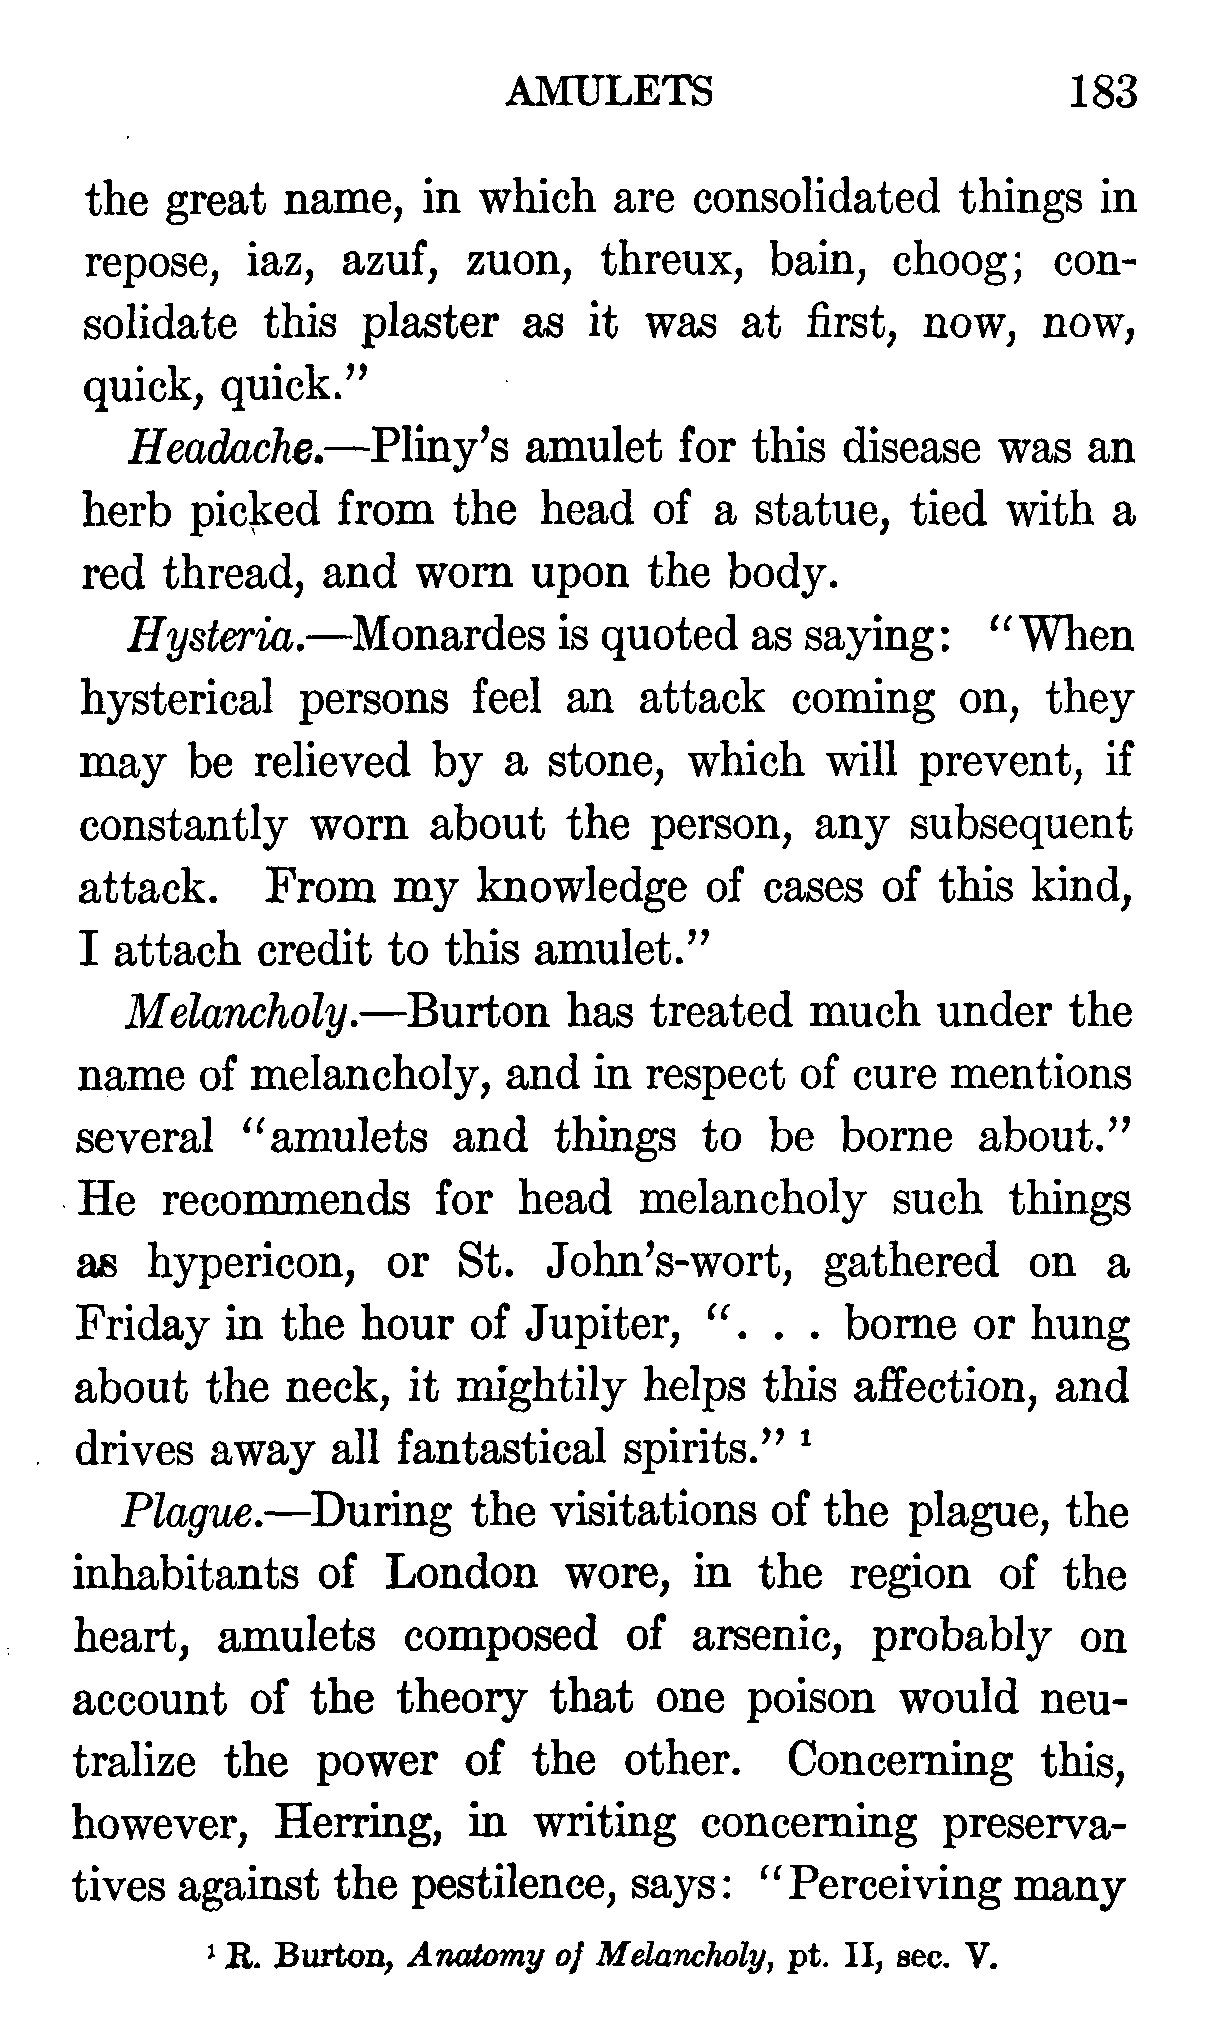 AMULETS 183
the great name, in which are consolidated things in
repose, iaz, azuf, zuon, threux, bain, choog; con-
solidate this plaster as it was at first, now, now,
quick, quick."
Headache.—Pliny's amulet for this disease was an
herb picked from the head of a statue, tied with a
red thread, and worn upon the body.
Hysteria.—Monardes is quoted as saying: "When
hysterical persons feel an attack coming on, they
may be relieved by a stone, which will prevent, if
constantly worn about the person, any subsequent
attack. From my knowledge of cases of this kind,
I attach credit to this amulet."
Melancholy.—Burton has treated much under the
name of melancholy, and in respect of cure mentions
several "amulets and things to be borne about."
He recommends for head melancholy such things
as hypericon, or St. John's-wort, gathered on a
Friday in the hour of Jupiter, ". . . borne or hung
about the neck, it mightily helps this affection, and
drives away all fantastical spirits." ¹
Plague.—During the visitations of the plague, the
inhabitants of London wore, in the region of the
heart, amulets composed of arsenic, probably on
account of the theory that one poison would neu-
tralize the power of the other. Concerning this,
however, Herring, in writing concerning preserva-
tives against the pestilence, says: "Perceiving many
¹ R. Burton, Anatomy of Melancholy, pt. II, sec. V.